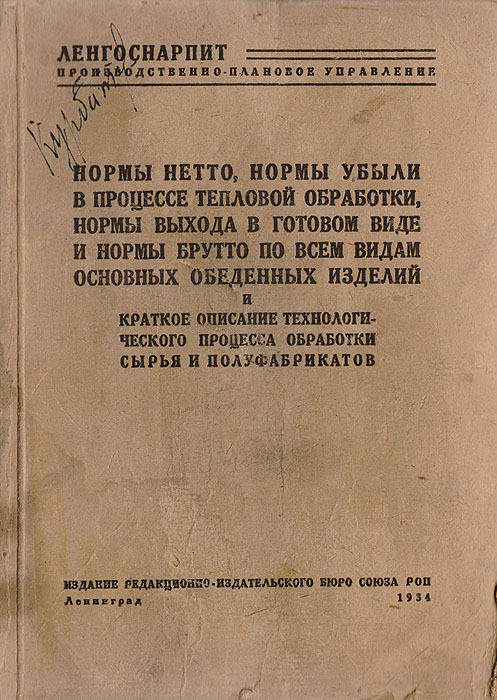 ЛЕНГОСНАРПИТ
ПРОИЗВОДСТВЕННО-ПЛАНОВОЕ УПРАВЛЕНИЕ
Курбатов
НОРМЫ НЕТТО, НОРМЫ УБЫЛИ
В ПРОЦЕССЕ ТЕПЛОВОЙ ОБРАБОТКИ,
НОРМЫ ВЫХОДА В ГОТОВОМ ВИДЕ
И НОРМЫ БРУТТО ПО ВСЕМ ВИДАМ
ОСНОВНЫХ ОБЕДЕННЫХ ИЗДЕЛИЙ
И
КРАТКОЕ ОПИСАНИЕ ТЕХНОЛОГИ-
ЧЕСКОГО ПРОЦЕССА ОБРАБОТКИ
СЫРЬЯ И ПОЛУФАБРИКАТОВ
ИЗДАНИЕ РЕДАКЦИОННО-ИЗДАТЕЛЬСКОГО БЮРО СОЮЗА РОП
Ленинград 1934